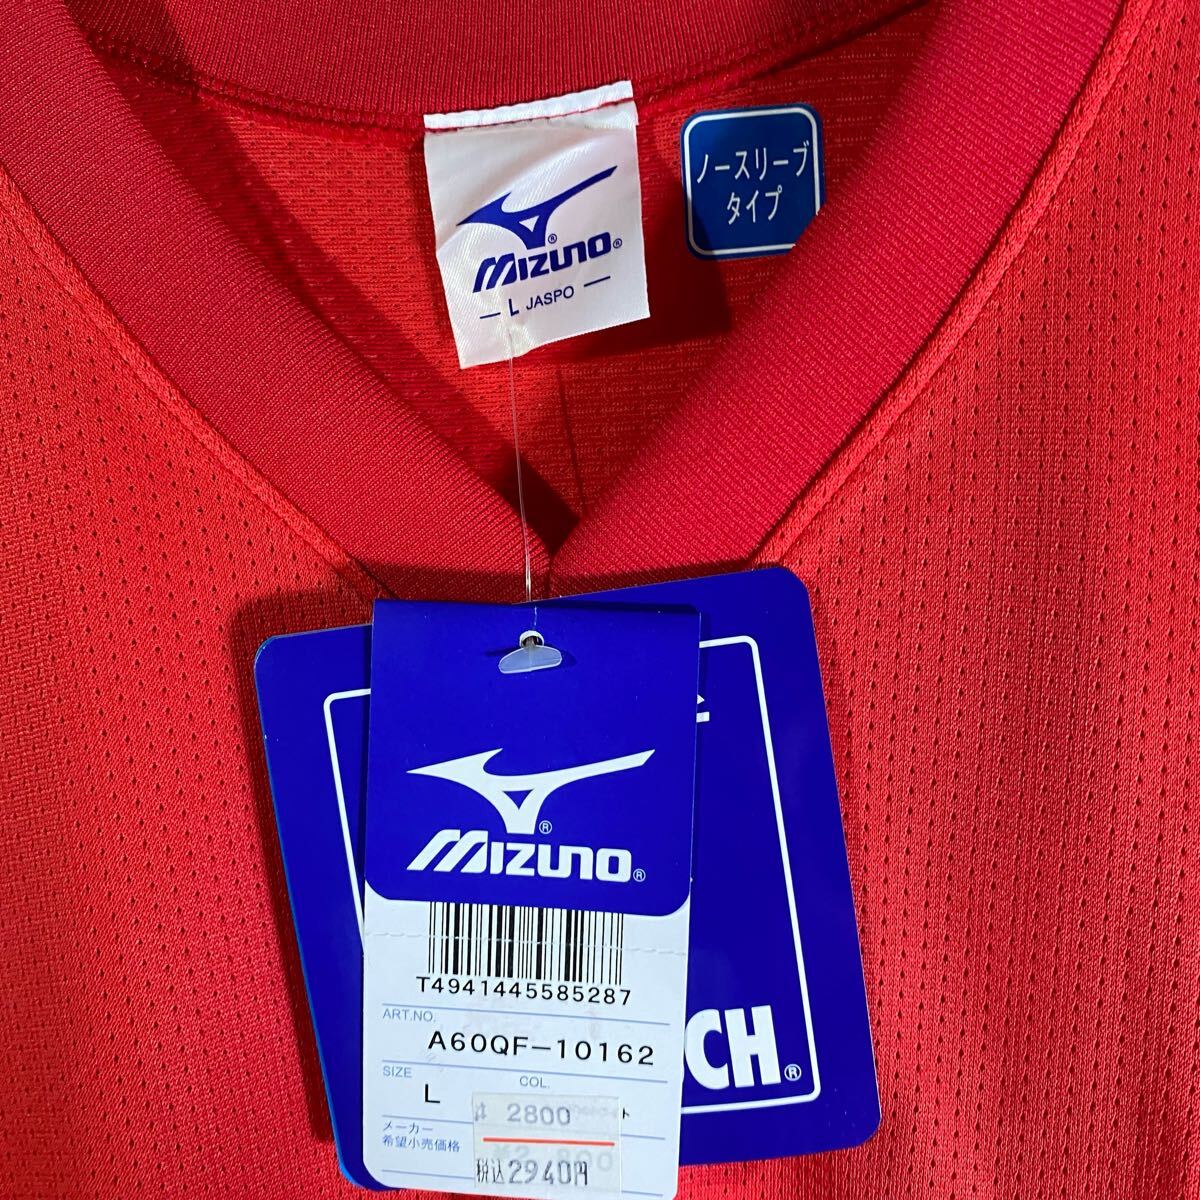 MIZUNO®
L JASPO
ノースリーブ
タイプ
MIZUNO®
T4941445585287
ART.NO.
A60QF-10162
SIZE
L
COL.
メーカー
希望小売価格
2800
税込2940円
CH®